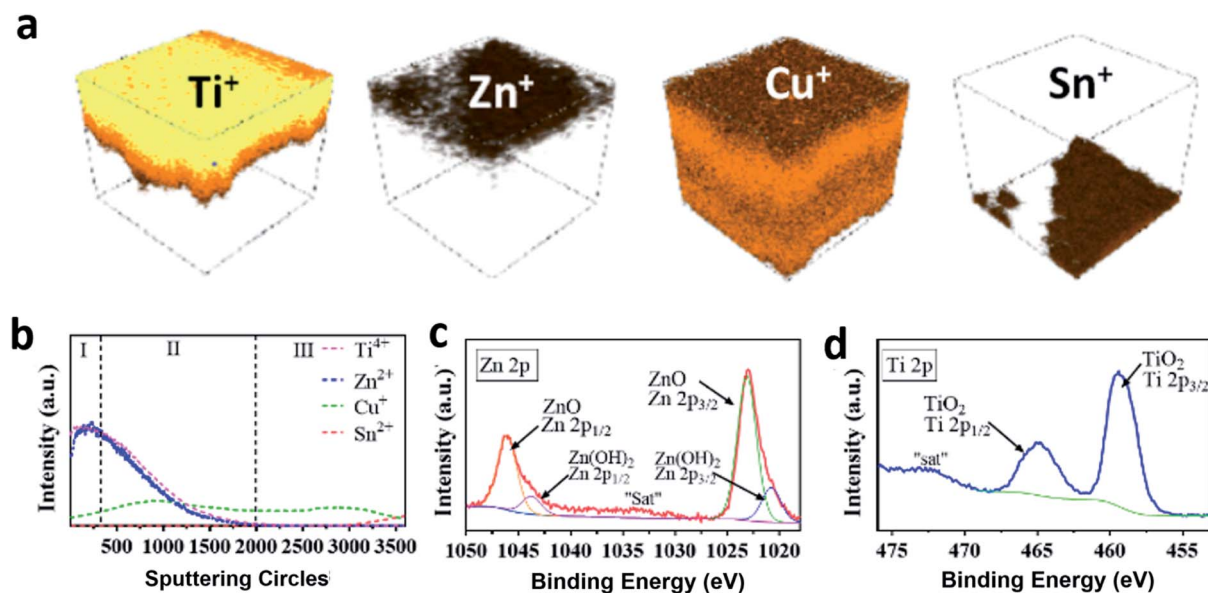 a
Ti⁺
Zn⁺
Cu⁺
Sn⁺
b
I
II
III
Ti⁴⁺
Zn²⁺
Cu⁺
Sn²⁺
Intensity (a.u.)
500 1000 1500 2000 2500 3000 3500
Sputtering Circles
c
Zn 2p
ZnO
Zn 2p₁/₂
Zn(OH)₂
Zn 2p₁/₂
"Sat"
ZnO
Zn 2p₃/₂
Zn(OH)₂
Zn 2p₃/₂
Intensity (a.u.)
1050 1045 1040 1035 1030 1025 1020
Binding Energy (eV)
d
Ti 2p
TiO₂
Ti 2p₃/₂
TiO₂
Ti 2p₁/₂
"sat"
Intensity (a.u.)
475 470 465 460 455
Binding Energy (eV)